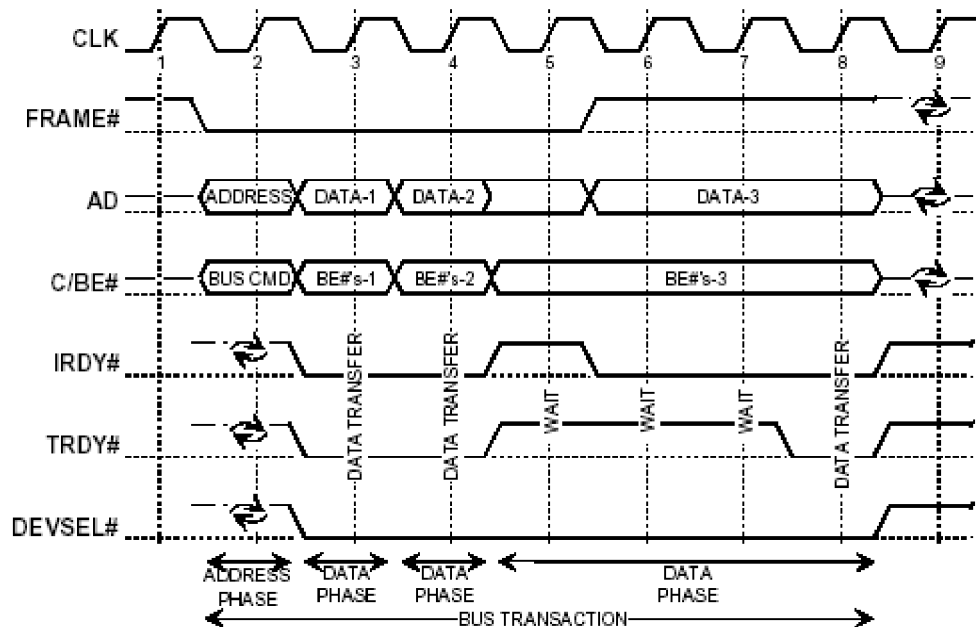 CLK
1 2 3 4 5 6 7 8 9
FRAME#
AD
ADDRESS DATA-1 DATA-2 DATA-3
C/BE#
BUS CMD BE#'s-1 BE#'s-2 BE#'s-3
IRDY#
DATA TRANSFER
DATA TRANSFER
WAIT
WAIT
WAIT
DATA TRANSFER
TRDY#
DEVSEL#
ADDRESS
PHASE
DATA
PHASE
DATA
PHASE
DATA
PHASE
BUS TRANSACTION